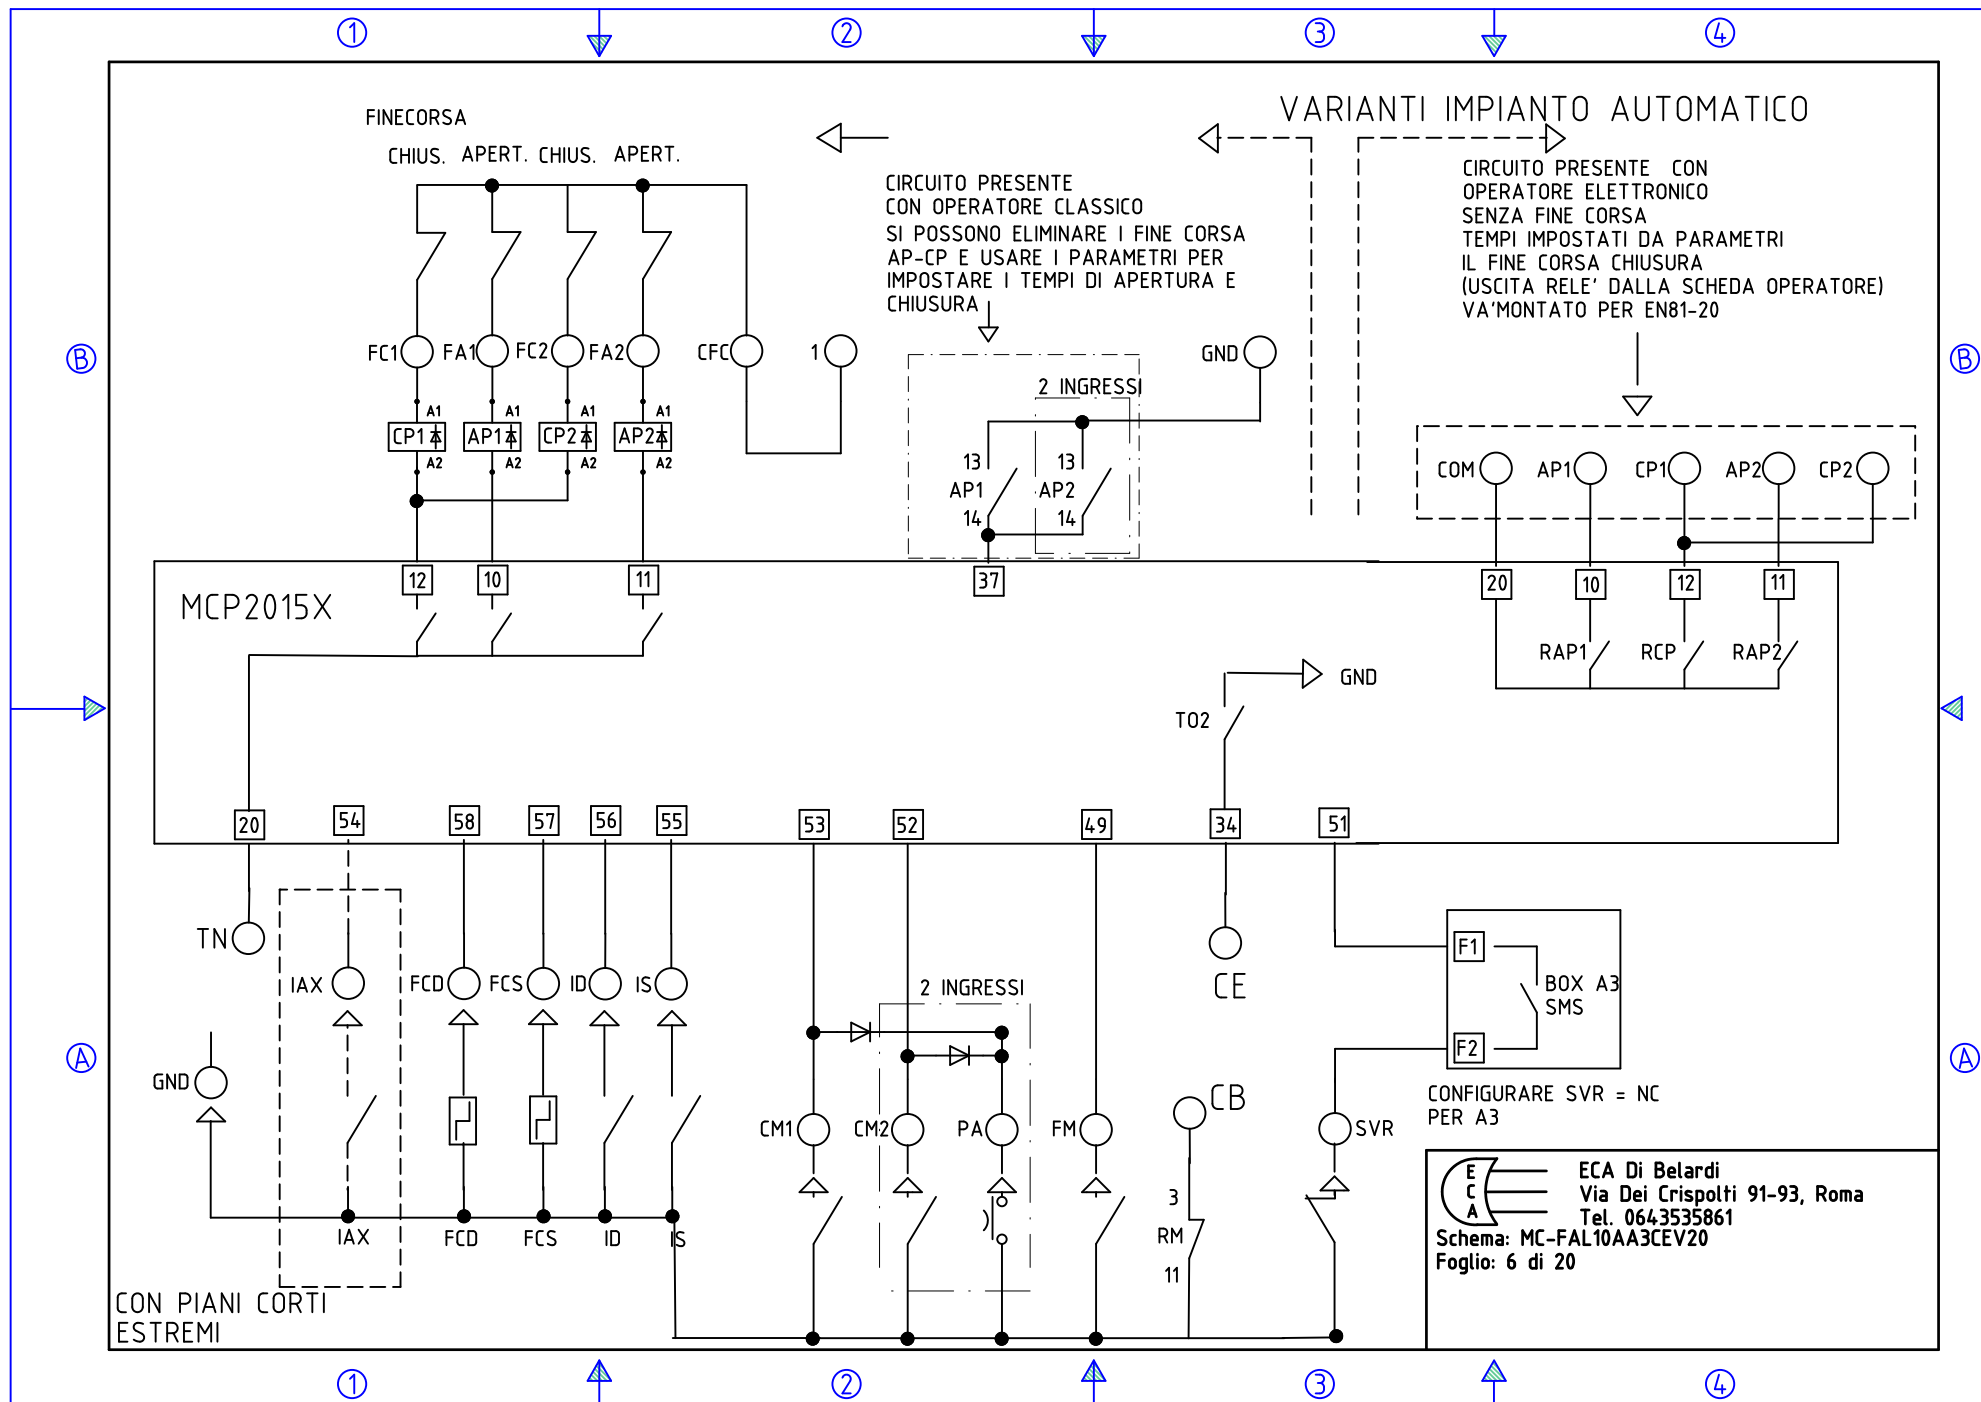 1
2
3
4
VARIANTI IMPIANTO AUTOMATICO
FINECORSA
CHIUS. APERT. CHIUS. APERT.
CIRCUITO PRESENTE
CON OPERATORE CLASSICO
SI POSSONO ELIMINARE I FINE CORSA
AP-CP E USARE I PARAMETRI PER
IMPOSTARE I TEMPI DI APERTURA E
CHIUSURA
CIRCUITO PRESENTE CON
OPERATORE ELETTRONICO
SENZA FINE CORSA
TEMPI IMPOSTATI DA PARAMETRI
IL FINE CORSA CHIUSURA
(USCITA RELE' DALLA SCHEDA OPERATORE)
VA'MONTATO PER EN81-20
B
FC1
FA1
FC2
FA2
CFC
1
GND
B
2 INGRESSI
A1
A1
A1
A1
CP1
AP1
CP2
AP2
A2
A2
A2
A2
13
AP1
14
13
AP2
14
COM
AP1
CP1
AP2
CP2
12
10
11
37
20
10
12
11
MCP2015X
RAP1
RCP
RAP2
GND
TO2
20
54
58
57
56
55
53
52
49
34
51
TN
IAX
FCD
FCS
ID
IS
2 INGRESSI
CE
F1
BOX A3
SMS
F2
A
GND
A
CONFIGURARE SVR = NC
PER A3
CM1
CM2
PA
FM
CB
SVR
3
RM
11
IAX
FCD
FCS
ID
IS
CON PIANI CORTI
ESTREMI
E
C
A
ECA Di Belardi
Via Dei Crispolti 91-93, Roma
Tel. 0643535861
Schema: MC-FAL10AA3CEV20
Foglio: 6 di 20
1
2
3
4